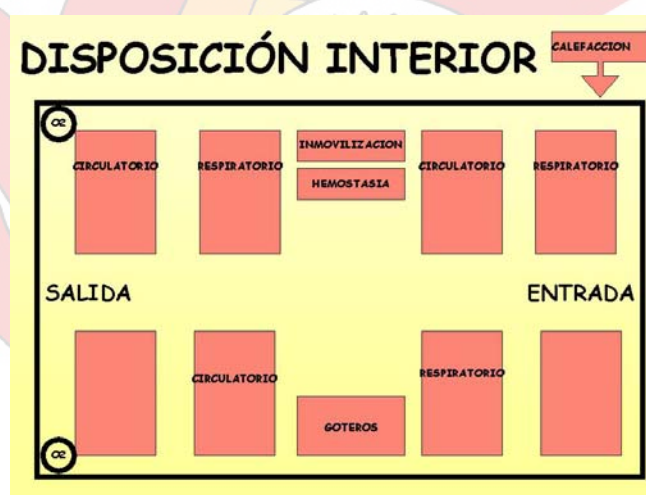 DISPOSICIÓN INTERIOR
CALEFACCION
O2
CIRCULATORIO
RESPIRATORIO
INMOVILIZACION
HEMOSTASIA
CIRCULATORIO
RESPIRATORIO
SALIDA
ENTRADA
CIRCULATORIO
RESPIRATORIO
GOTEROS
O2